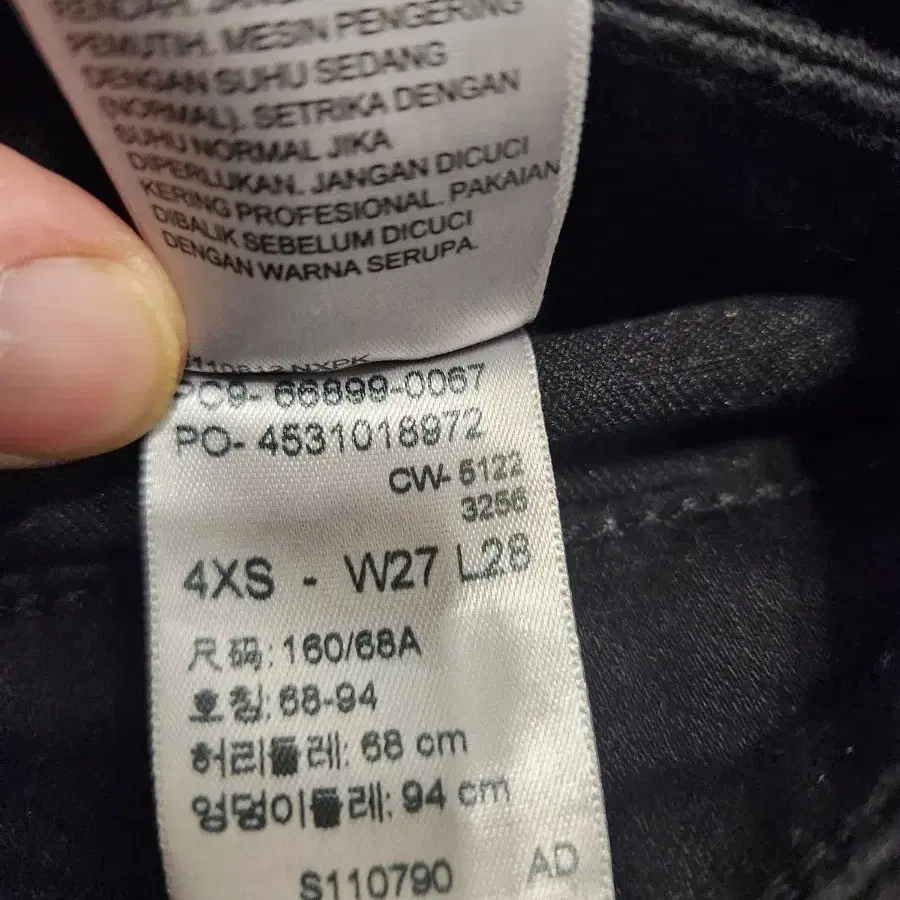 RENDAH. JANGAN
PEMUTIH. MESIN PENGERING
DENGAN SUHU SEDANG
(NORMAL). SETRIKA DENGAN
SUHU NORMAL JIKA
DIPERLUKAN. JANGAN DICUCI
KERING PROFESIONAL. PAKAIAN
DIBALIK SEBELUM DICUCI
DENGAN WARNA SERUPA.
PC9- 66899-0067
PO- 4531018972
CW- 5122
3256
4XS - W27 L28
尺码: 160/68A
호칭: 68-94
허리둘레: 68 cm
엉덩이둘레: 94 cm
S110790 AD